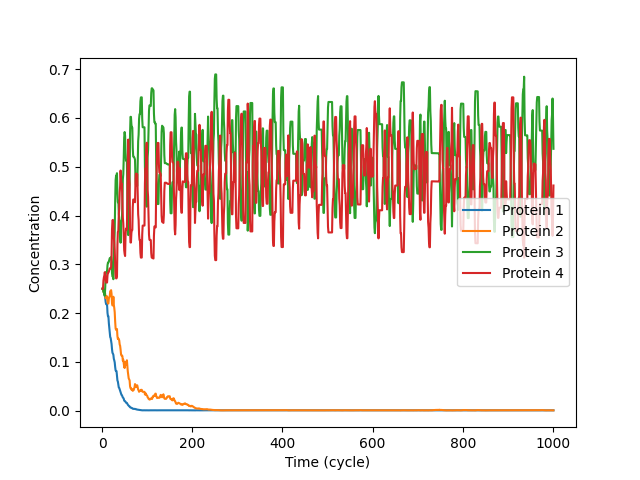 0.7
0.6
0.5
0.4
0.3
0.2
0.1
0.0
Concentration
Protein 1
Protein 2
Protein 3
Protein 4
0 200 400 600 800 1000
Time (cycle)